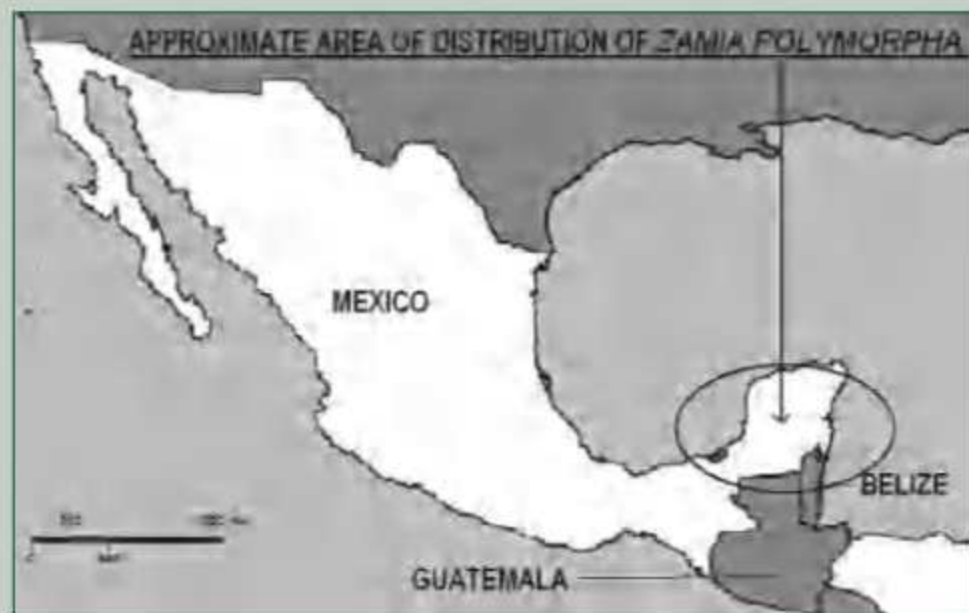 APPROXIMATE AREA OF DISTRIBUTION OF ZAMIA POLYMORPHA
MEXICO
BELIZE
GUATEMALA